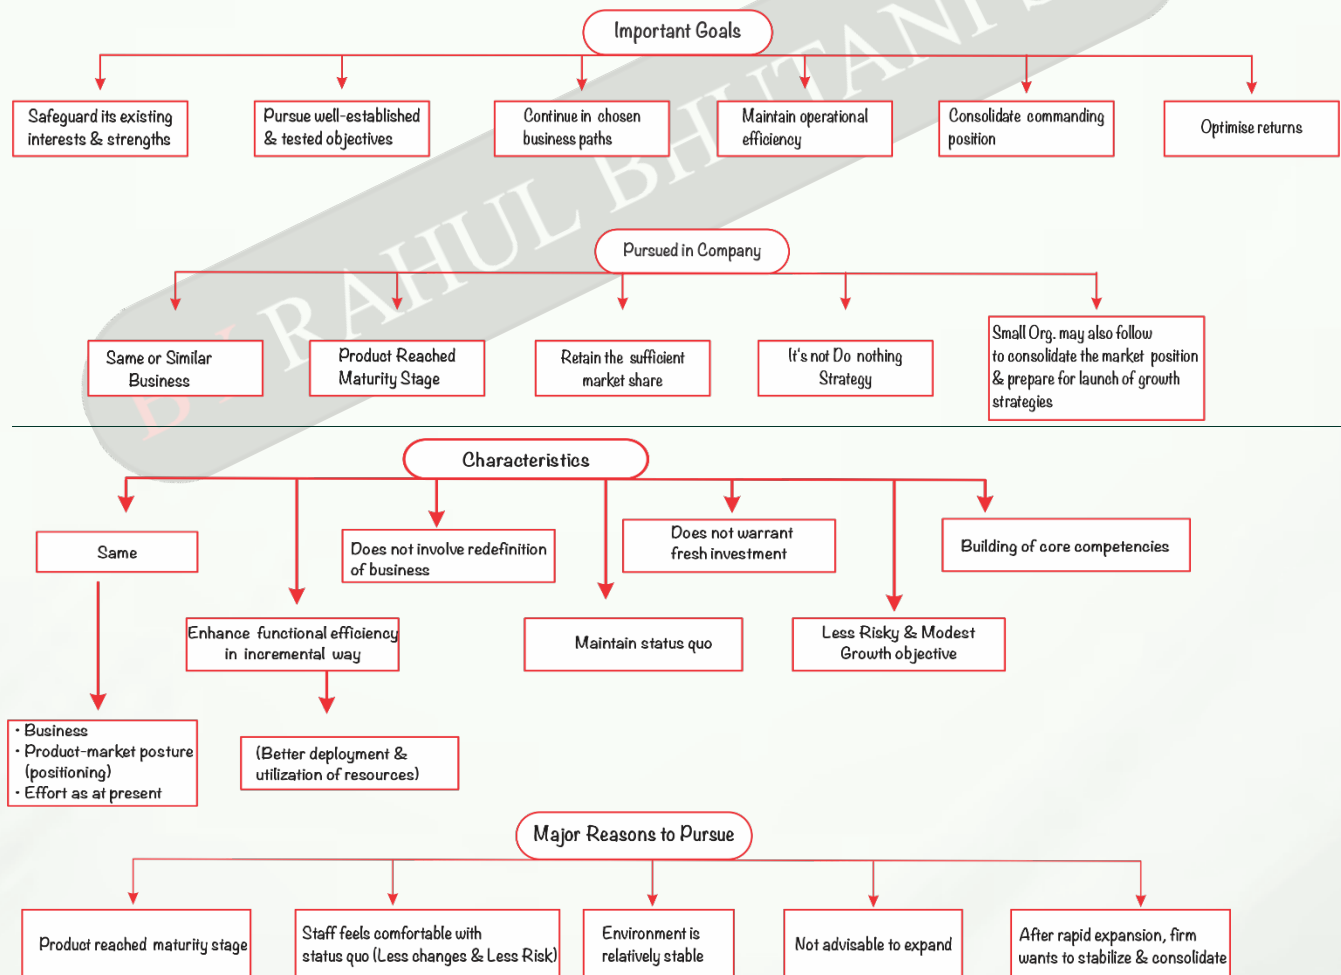 Important Goals
Safeguard its existing
interests & strengths
Pursue well-established
& tested objectives
Continue in chosen
business paths
Maintain operational
efficiency
Consolidate commanding
position
Optimise returns
Pursued in Company
Same or Similar
Business
Product Reached
Maturity Stage
Retain the sufficient
market share
It's not Do nothing
Strategy
Small Org. may also follow
to consolidate the market position
& prepare for launch of growth
strategies
BY RAHUL BHUTANI S
Characteristics
Same
Does not involve redefinition
of business
Does not warrant
fresh investment
Building of core competencies
Enhance functional efficiency
in incremental way
Maintain status quo
Less Risky & Modest
Growth objective
• Business
• Product-market posture
(positioning)
• Effort as at present
(Better deployment &
utilization of resources)
Major Reasons to Pursue
Product reached maturity stage
Staff feels comfortable with
status quo (Less changes & Less Risk)
Environment is
relatively stable
Not advisable to expand
After rapid expansion, firm
wants to stabilize & consolidate